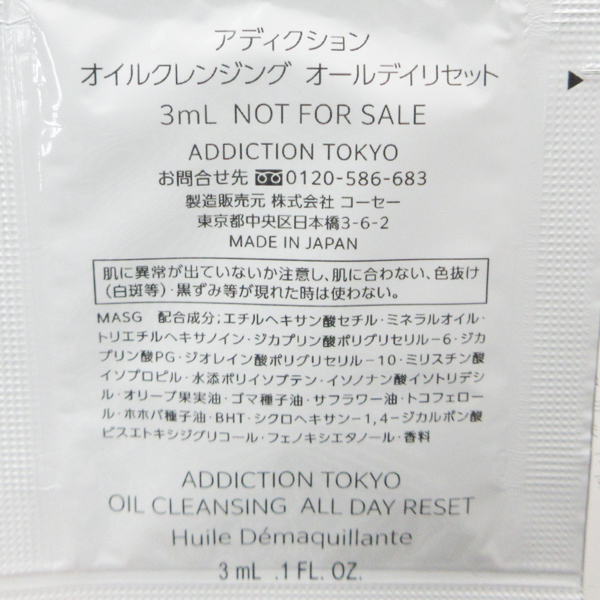 アディクション
オイルクレンジング オールデイリセット
3mL NOT FOR SALE
ADDICTION TOKYO
お問合せ先 0120-586-683
製造販売元 株式会社 コーセー
東京都中央区日本橋3-6-2
MADE IN JAPAN
肌に異常が出ていないか注意し、肌に合わない、色抜け
(白斑等)・黒ずみ等が現れた時は使わない。
MASG 配合成分;エチルヘキサン酸セチル・ミネラルオイル・
トリエチルヘキサノイン・ジカプリン酸ポリグリセリル-6・ジカ
プリン酸PG・ジオレイン酸ポリグリセリル-10・ミリスチン酸
イソプロピル・水添ポリイソブテン・イソノナン酸イソトリデシ
ル・オリーブ果実油・ゴマ種子油・サフラワー油・トコフェロー
ル・ホホバ種子油・BHT・シクロヘキサン-1,4-ジカルボン酸
ビスエトキシジグリコール・フェノキシエタノール・香料
ADDICTION TOKYO
OIL CLEANSING ALL DAY RESET
Huile Démaquillante
3 mL .1 FL. OZ.